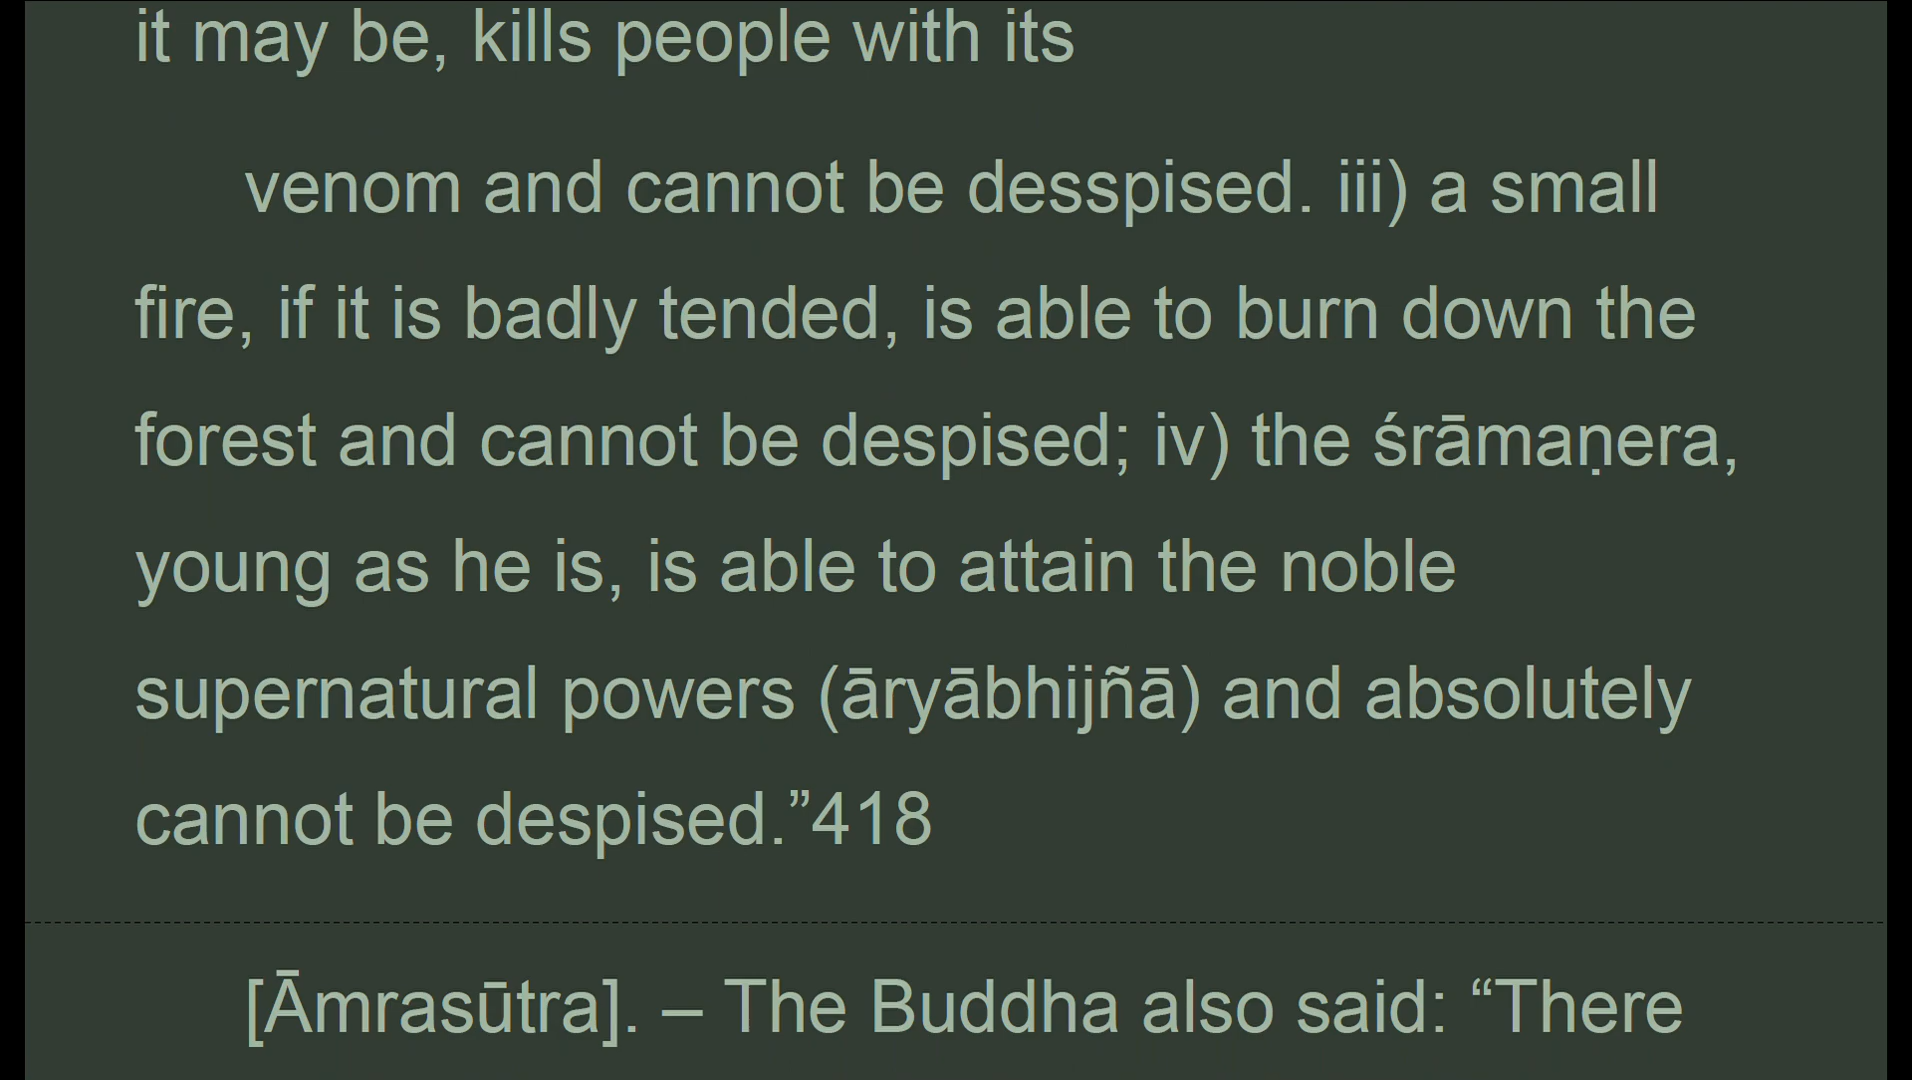 it may be, kills people with its
venom and cannot be desspised. iii) a small
fire, if it is badly tended, is able to burn down the
forest and cannot be despised; iv) the śrāmaṇera,
young as he is, is able to attain the noble
supernatural powers (āryābhijñā) and absolutely
cannot be despised.”418
[Āmrasūtra]. – The Buddha also said: “There